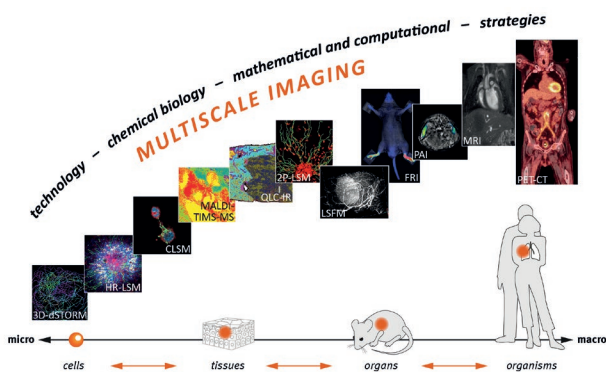 technology – chemical biology – mathematical and computational – strategies
MULTISCALE IMAGING
3D-dSTORM
HR-LSM
CLSM
MALDI-
TIMS-MS
QLC-IR
2P-LSM
LSFM
FRI
PAI
MRI
PET-CT
micro
macro
cells
tissues
organs
organisms